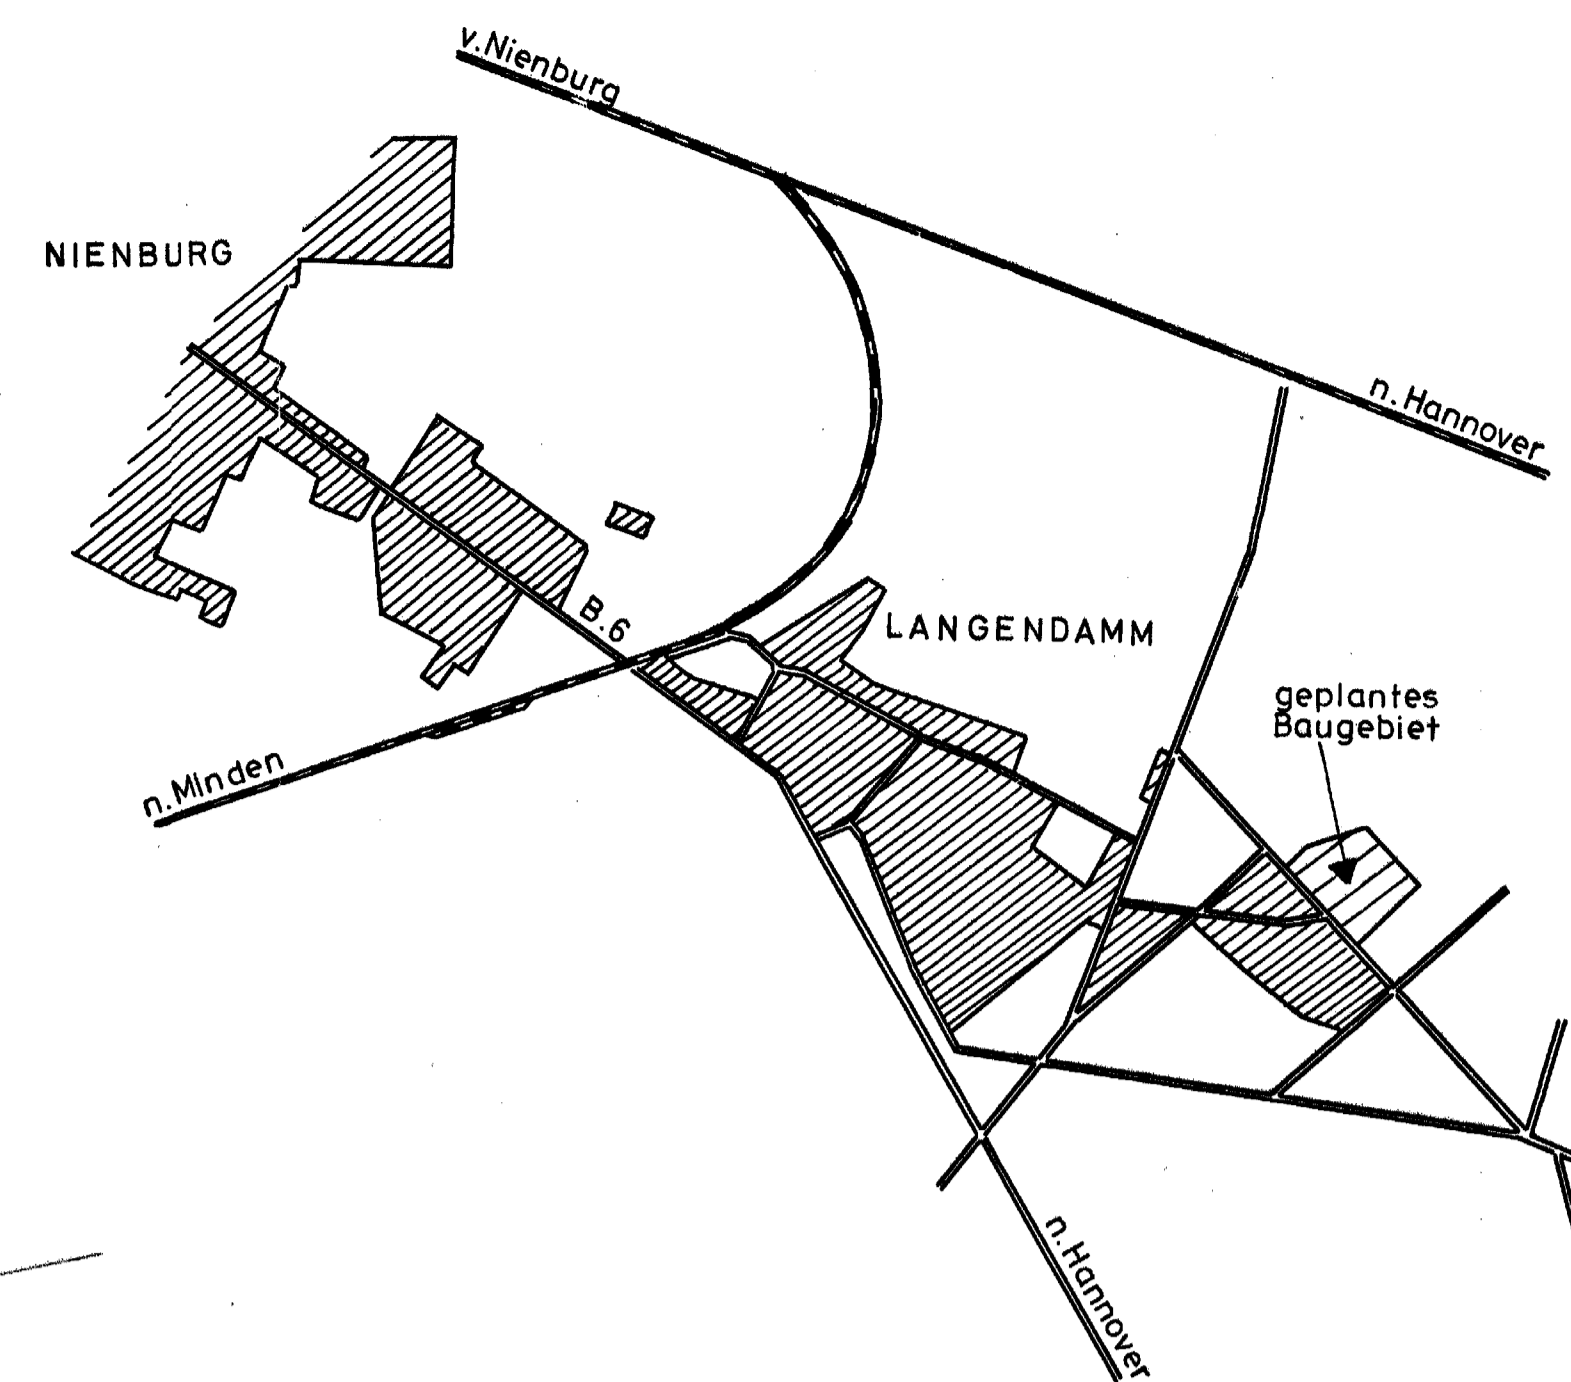 v.Nienburg
NIENBURG
n.Hannover
B.6
LANGENDAMM
geplantes
Baugebiet
n.Minden
n.Hannover